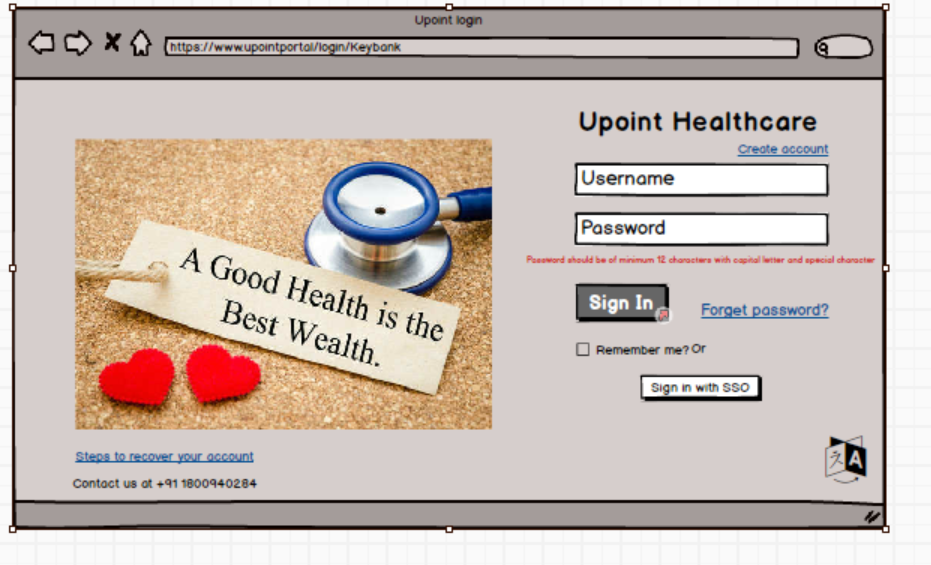 Upoint login
https://www.upointportal/login/Keybank
Upoint Healthcare
Create account
Username
Password
Password should be of minimum 12 characters with capital letter and special character
Sign In
Forget password?
Remember me? Or
Sign in with SSO
A Good Health is the
Best Wealth.
Steps to recover your account
Contact us at +91 1800940284
A